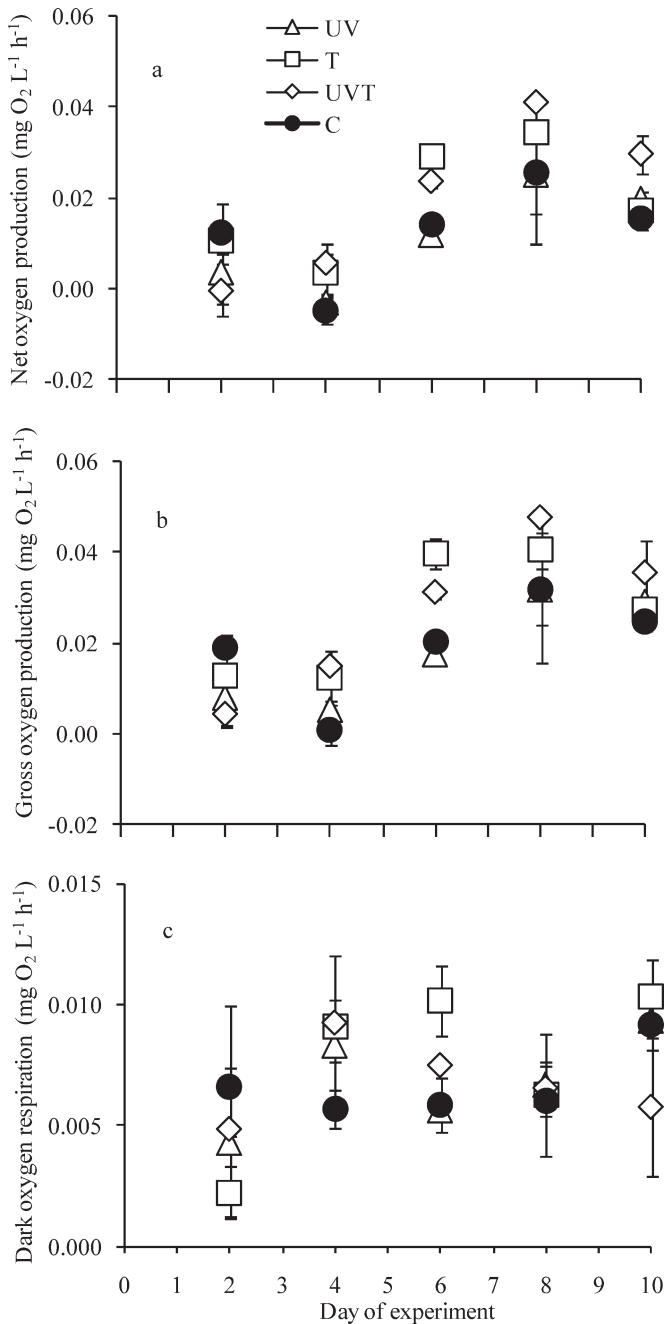 Net oxygen production (mg O₂ L⁻¹ h⁻¹)
0.06
0.04
0.02
0.00
-0.02
a
UV
T
UVT
C
Gross oxygen production (mg O₂ L⁻¹ h⁻¹)
0.06
0.04
0.02
0.00
-0.02
b
Dark oxygen respiration (mg O₂ L⁻¹ h⁻¹)
0.015
0.010
0.005
0.000
c
0 1 2 3 4 5 6 7 8 9 10
Day of experiment